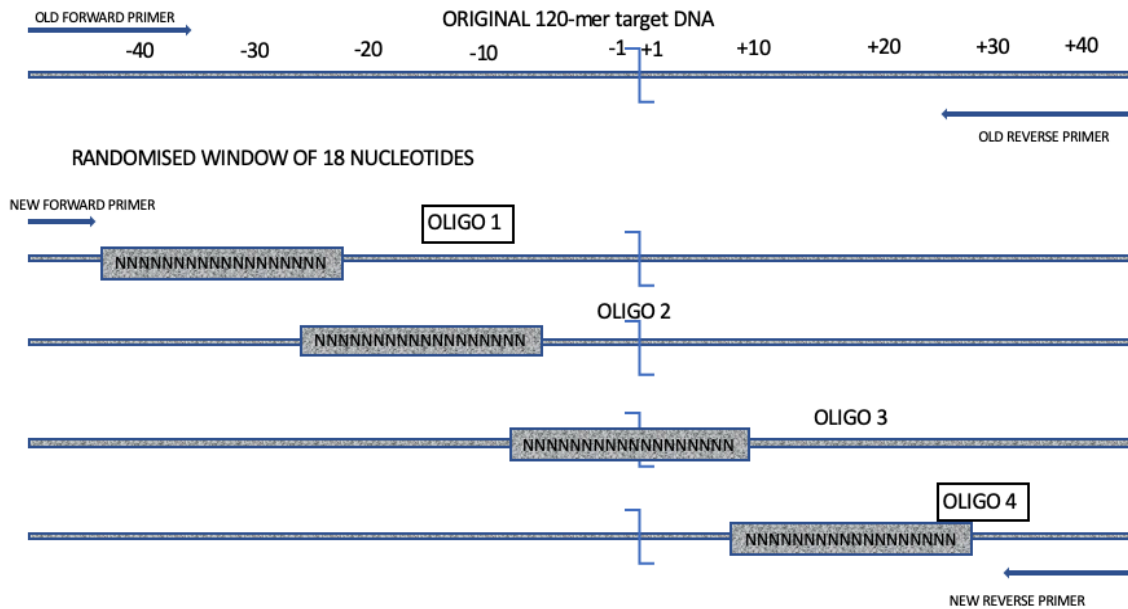 OLD FORWARD PRIMER
ORIGINAL 120-mer target DNA
-40 -30 -20 -10 -1 +1 +10 +20 +30 +40
OLD REVERSE PRIMER
RANDOMISED WINDOW OF 18 NUCLEOTIDES
NEW FORWARD PRIMER
OLIGO 1
NNNNNNNNNNNNNNNNNN
OLIGO 2
NNNNNNNNNNNNNNNNNN
OLIGO 3
NNNNNNNNNNNNNNNNNN
OLIGO 4
NNNNNNNNNNNNNNNNNN
NEW REVERSE PRIMER